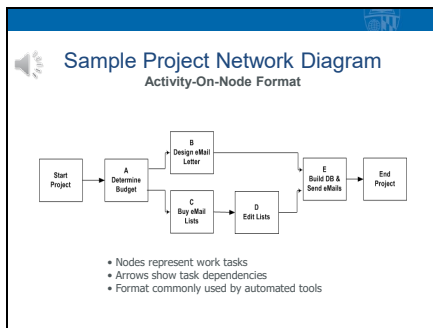 Sample Project Network Diagram
Activity-On-Node Format
B
Design eMail
Letter
Start
Project
A
Determine
Budget
E
Build DB &
Send eMails
End
Project
C
Buy eMail
Lists
D
Edit Lists
• Nodes represent work tasks
• Arrows show task dependencies
• Format commonly used by automated tools